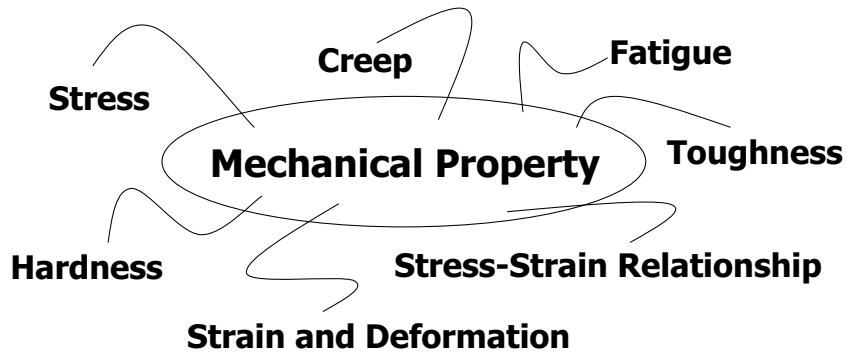 Creep
Fatigue
Stress
Mechanical Property
Toughness
Hardness
Stress-Strain Relationship
Strain and Deformation